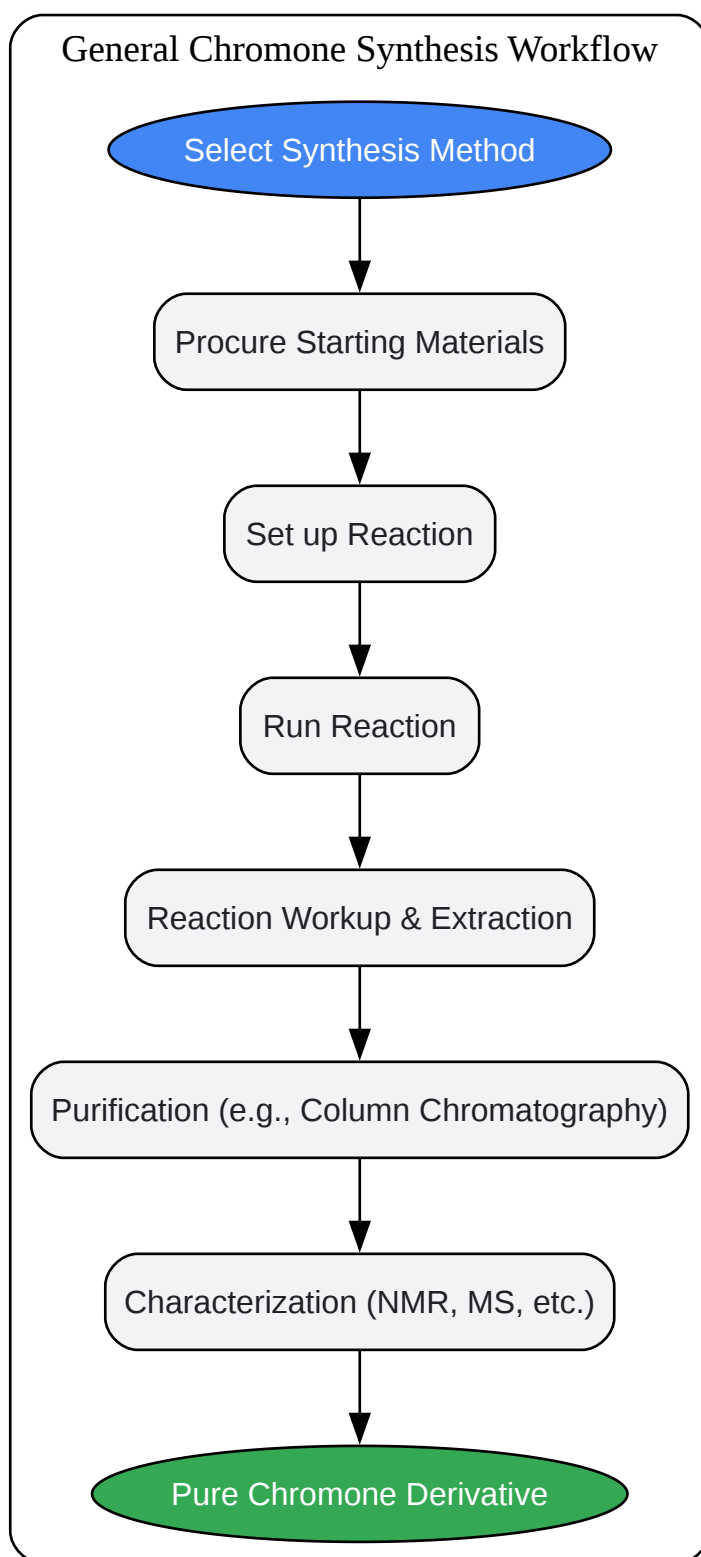 General Chromone Synthesis Workflow
Select Synthesis Method
Procure Starting Materials
Set up Reaction
Run Reaction
Reaction Workup & Extraction
Purification (e.g., Column Chromatography)
Characterization (NMR, MS, etc.)
Pure Chromone Derivative